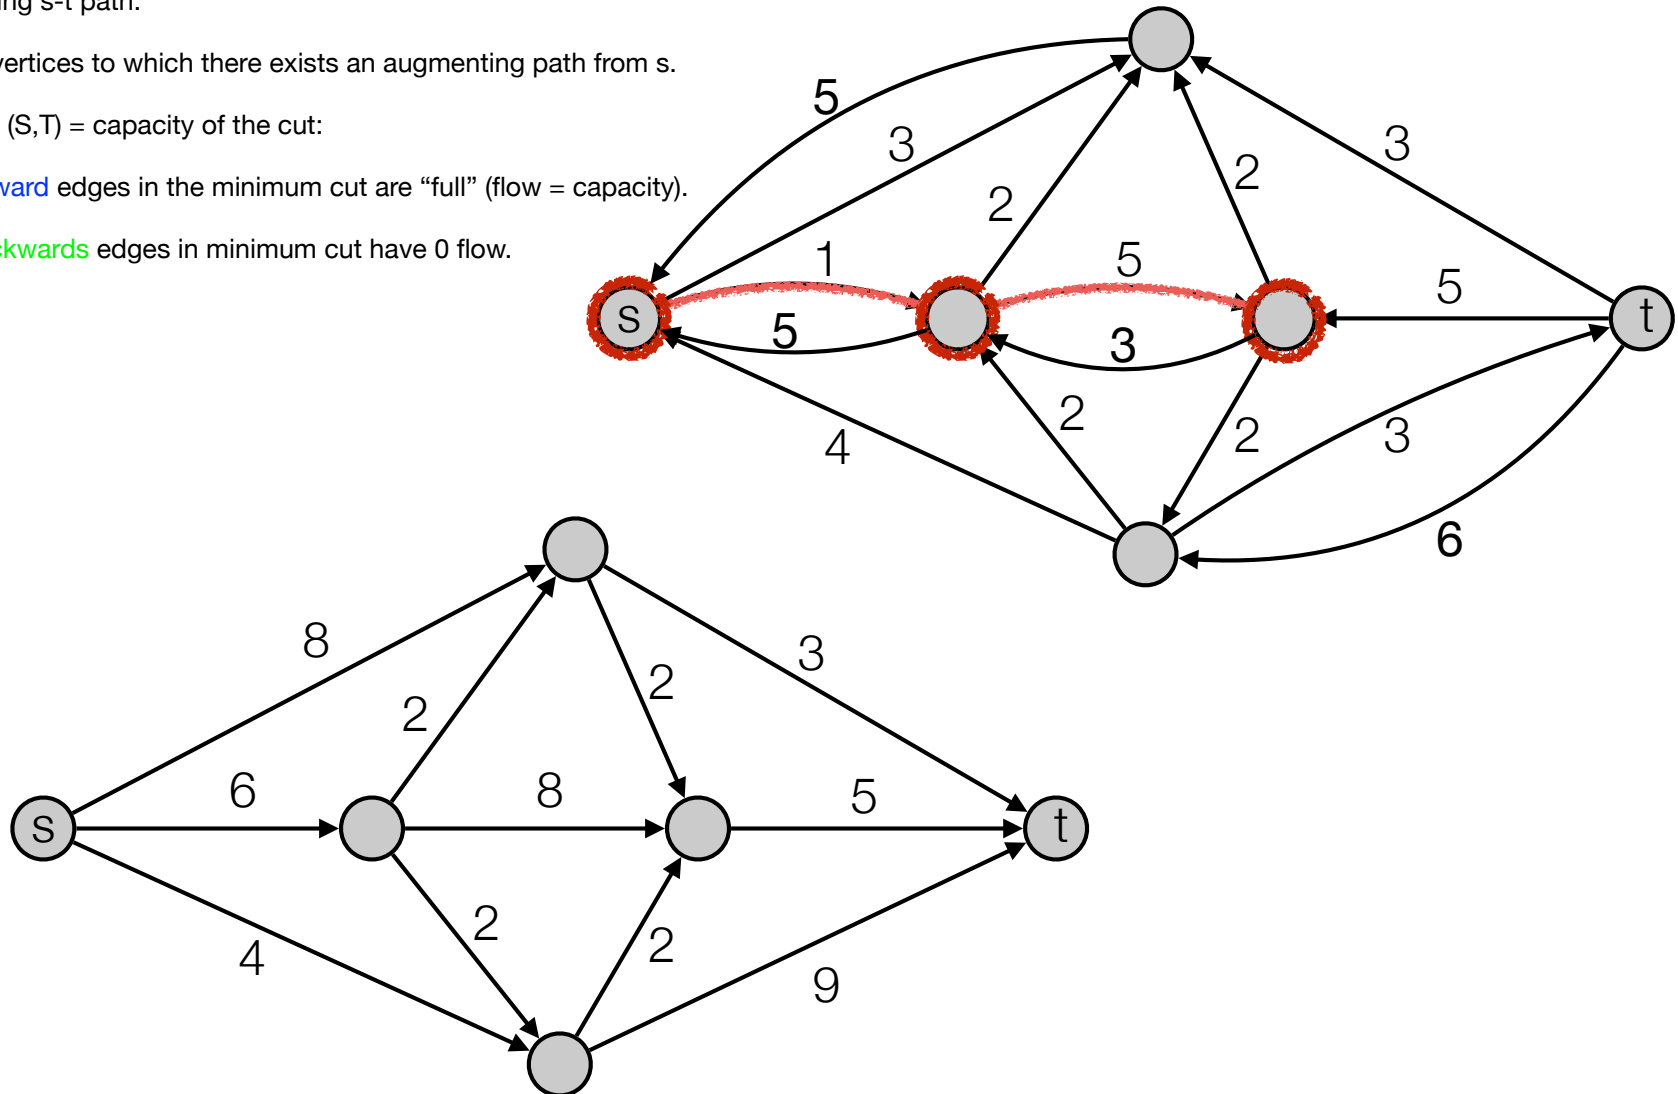 ng s-t path.
vertices to which there exists an augmenting path from s.
(S,T) = capacity of the cut:
ward edges in the minimum cut are “full” (flow = capacity).
ckwards edges in minimum cut have 0 flow.
5
3
2
2
3
1
5
5
s
5
3
t
4
2
2
3
6
8
3
2
2
6
8
5
s
t
4
2
2
9